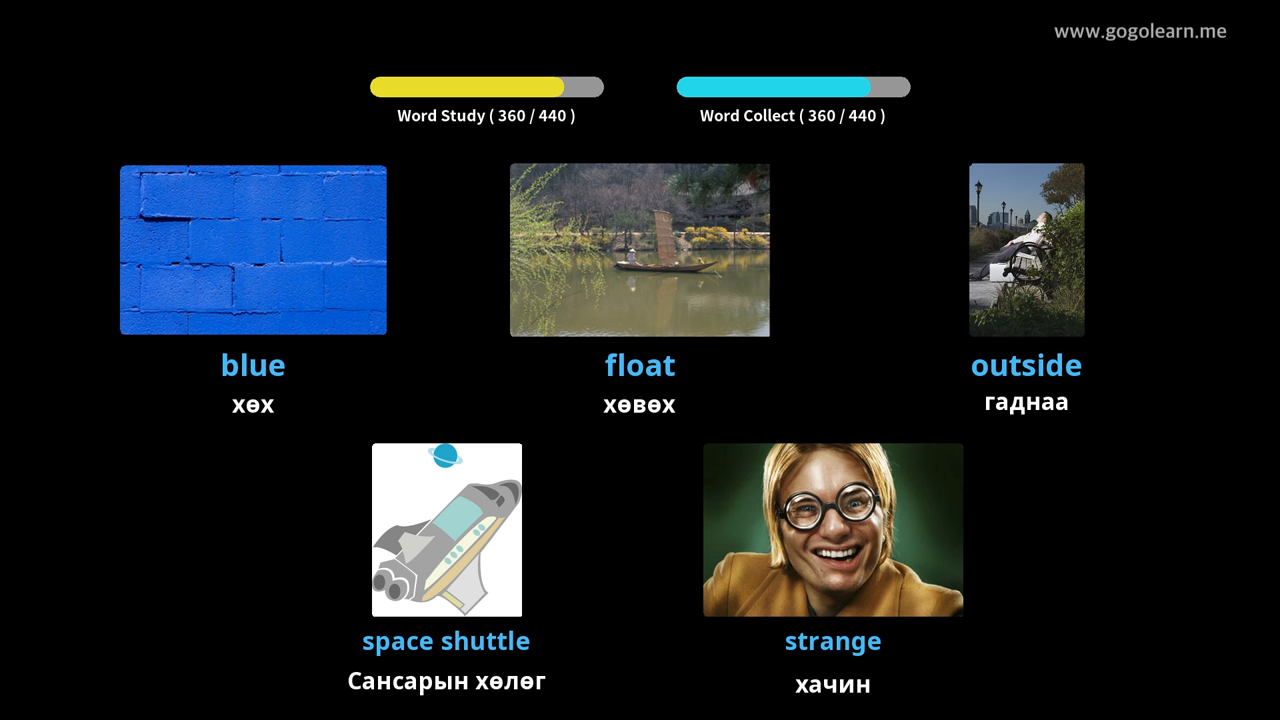 www.gogolearn.me
Word Study ( 360 / 440 )
Word Collect ( 360 / 440 )
blue
float
outside
хөх
хөвөх
гаднаа
space shuttle
strange
Сансарын хөлөг
хачин